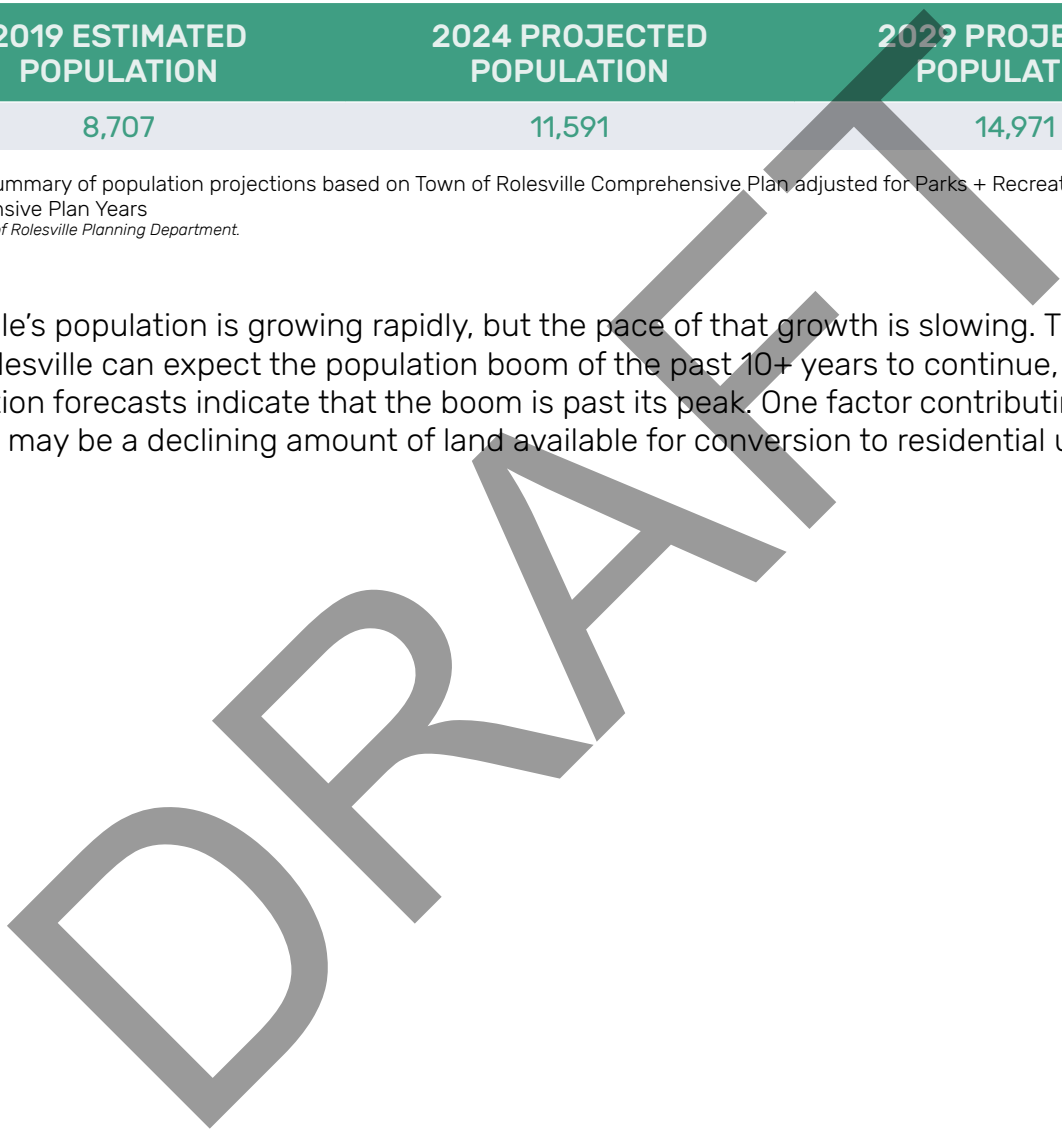 2019 ESTIMATED 2024 PROJECTED 2029 PROJE
POPULATION POPULATION POPULAT
8,707 11,591 14,971
ummary of population projections based on Town of Rolesville Comprehensive Plan adjusted for Parks + Recreat
nsive Plan Years
of Rolesville Planning Department.
le’s population is growing rapidly, but the pace of that growth is slowing. T
lesville can expect the population boom of the past 10+ years to continue,
tion forecasts indicate that the boom is past its peak. One factor contributin
may be a declining amount of land available for conversion to residential u
DRAFT